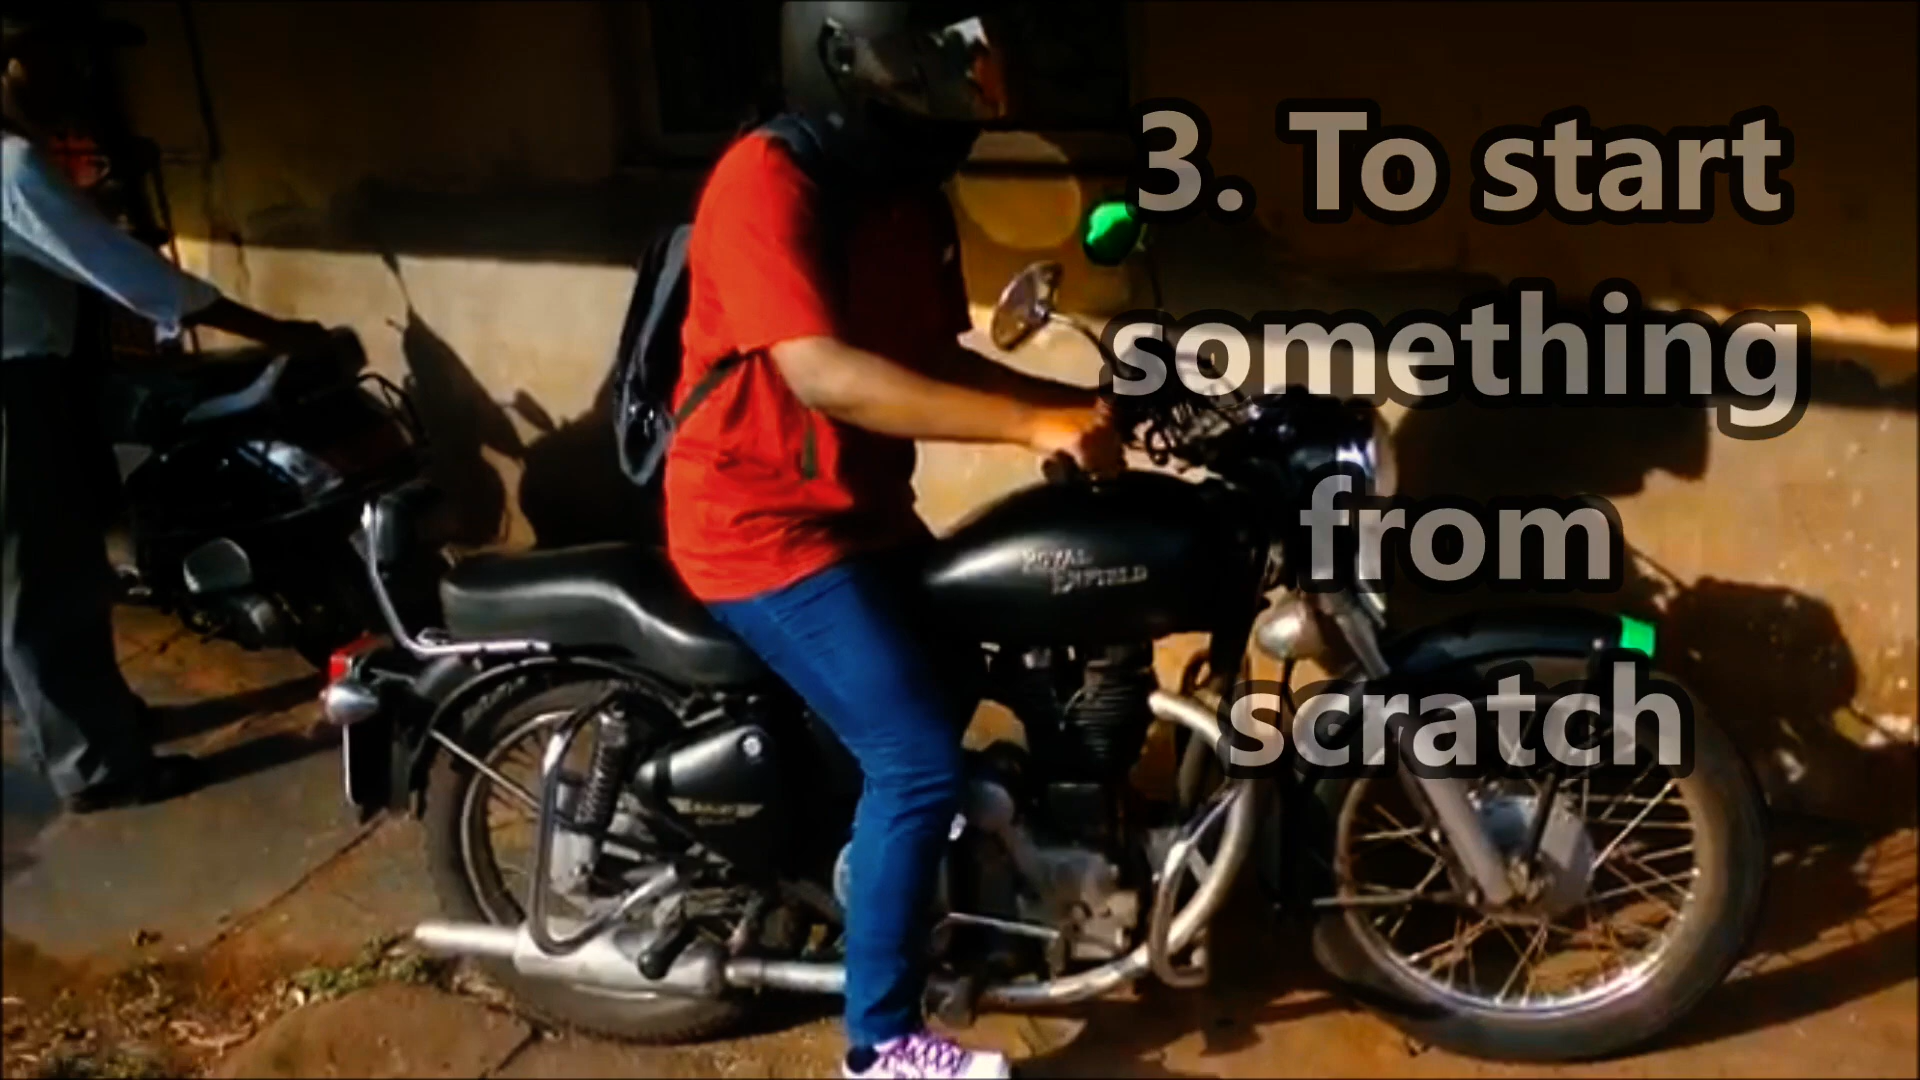 3. To start
something
from
scratch
ROYAL
ENFIELD